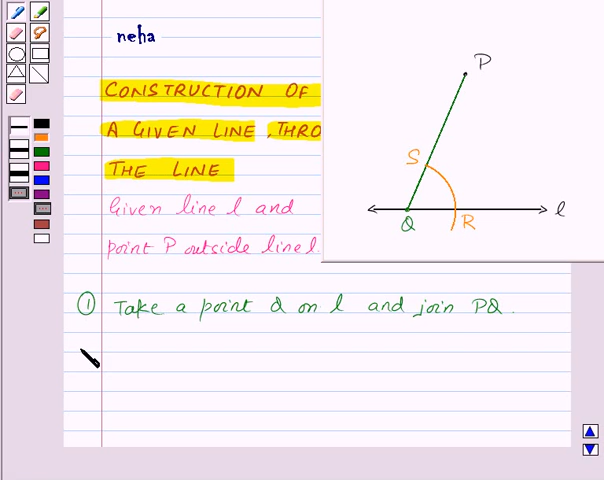 neha
CONSTRUCTION OF
A GIVEN LINE, THRO
THE LINE
Given line l and
point P outside line l.
① Take a point Q on l and join PQ.
P
S
Q
R
l